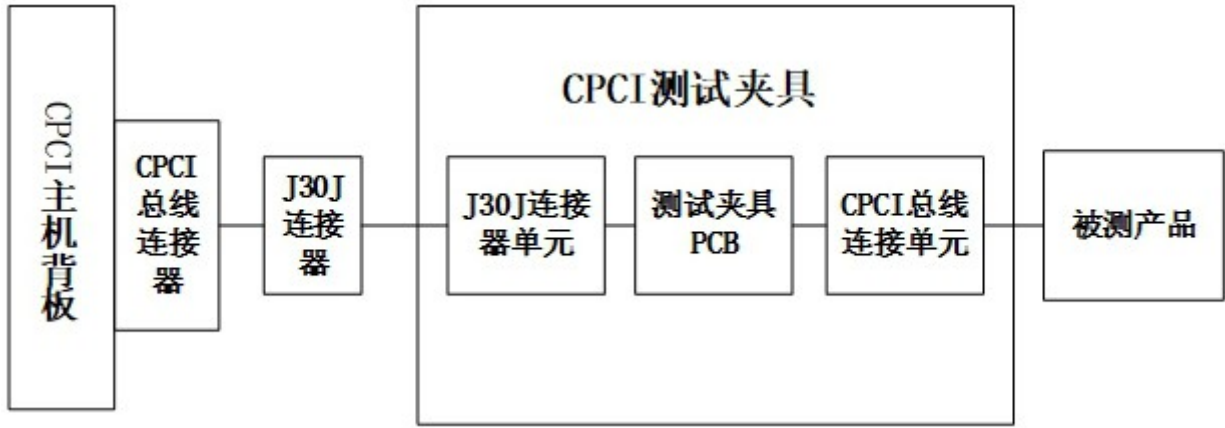 CPCI主机背板
CPCI
总线
连接
器
J30J
连接
器
CPCI测试夹具
J30J连接
器单元
测试夹具
PCB
CPCI总线
连接单元
被测产品